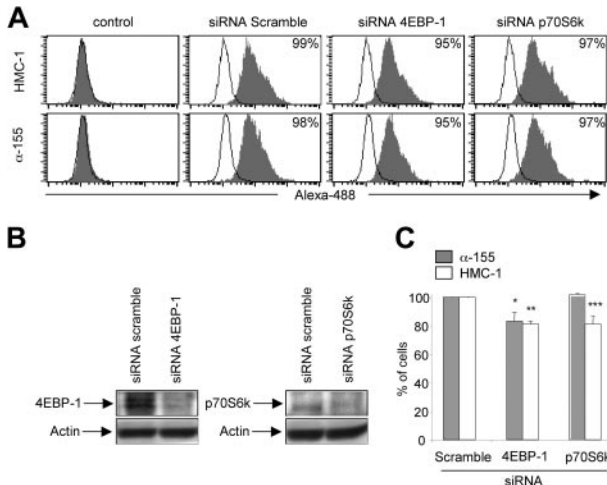 A
control
siRNA Scramble
siRNA 4EBP-1
siRNA p70S6k
HMC-1
99%
95%
97%
α-155
98%
95%
97%
Alexa-488
B
siRNA scramble
siRNA 4EBP-1
siRNA scramble
siRNA p70S6k
4EBP-1
p70S6k
Actin
Actin
C
α-155
HMC-1
% of cells
100
80
60
40
20
0
*
**
***
Scramble
4EBP-1
p70S6k
siRNA